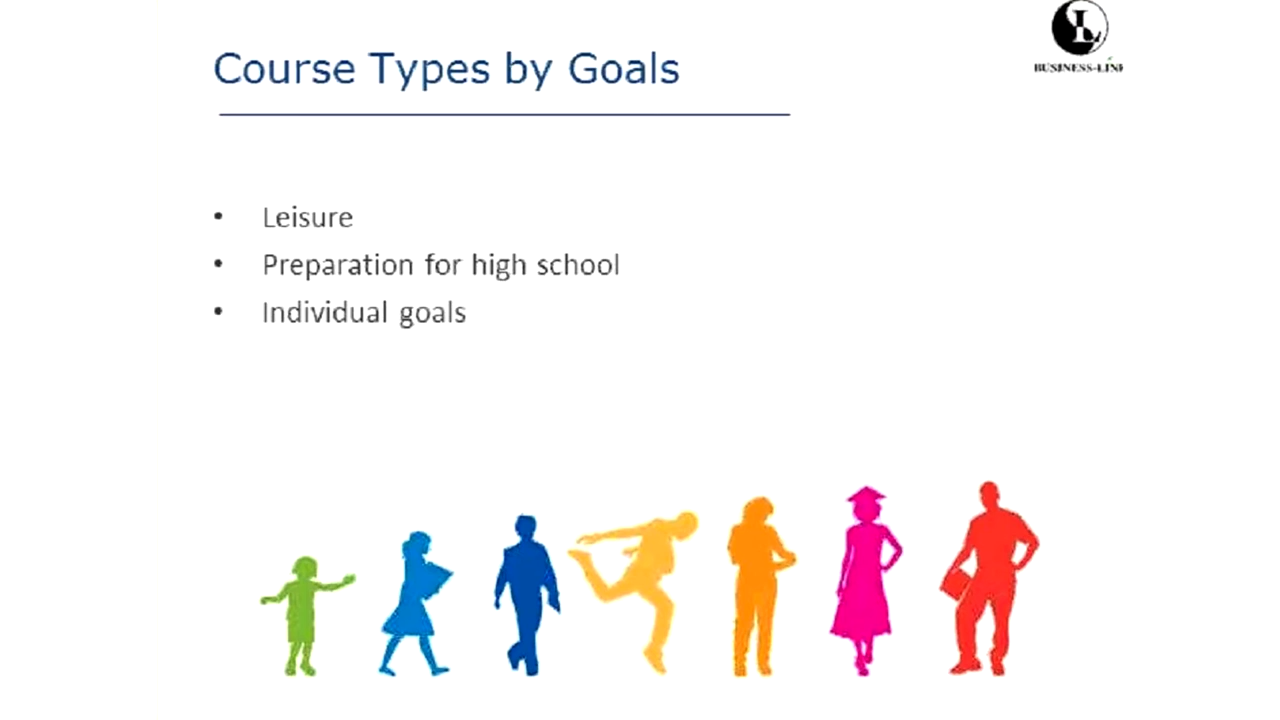 Course Types by Goals
BUSINESS-LINE
• Leisure
• Preparation for high school
• Individual goals